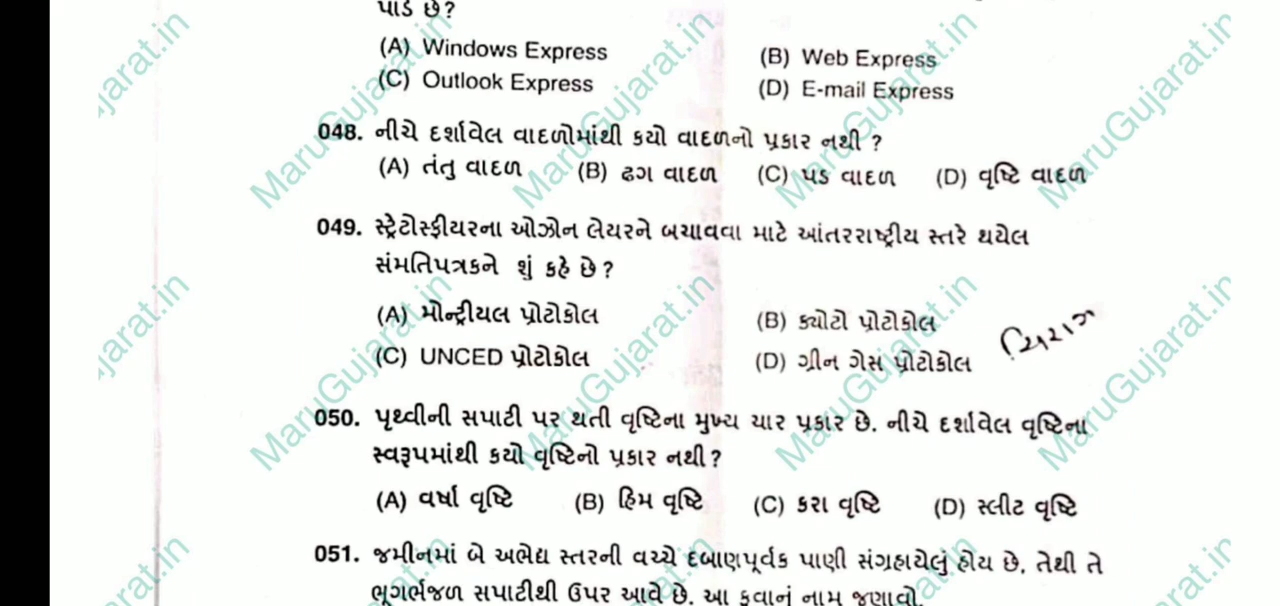 પાડે છે?
(A) Windows Express (B) Web Express
(C) Outlook Express (D) E-mail Express
048. નીચે દર્શાવેલ વાદળોમાંથી કયો વાદળનો પ્રકાર નથી ?
(A) તંતુ વાદળ (B) ઢગ વાદળ (C) પડ વાદળ (D) વૃષ્ટિ વાદળ
049. સ્ટ્રેટોસ્ફીયરના ઓઝોન લેયરને બચાવવા માટે આંતરરાષ્ટ્રીય સ્તરે થયેલ
સંમતિપત્રકને શું કહે છે ?
(A) મોન્ટ્રીયલ પ્રોટોકોલ (B) ક્યોટો પ્રોટોકોલ
(C) UNCED પ્રોટોકોલ (D) ગ્રીન ગેસ પ્રોટોકોલ
050. પૃથ્વીની સપાટી પર થતી વૃષ્ટિના મુખ્ય ચાર પ્રકાર છે. નીચે દર્શાવેલ વૃષ્ટિના
સ્વરૂપમાંથી કયો વૃષ્ટિનો પ્રકાર નથી ?
(A) વર્ષા વૃષ્ટિ (B) હિમ વૃષ્ટિ (C) કરા વૃષ્ટિ (D) સ્લીટ વૃષ્ટિ
051. જમીનમાં બે અભેદ્ય સ્તરની વચ્ચે દબાણપૂર્વક પાણી સંગ્રહાયેલું હોય છે. તેથી તે
ભૂગર્ભજળ સપાટીથી ઉપર આવે છે. આ કૂવાનું નામ જણાવો.
MaruGujarat.in